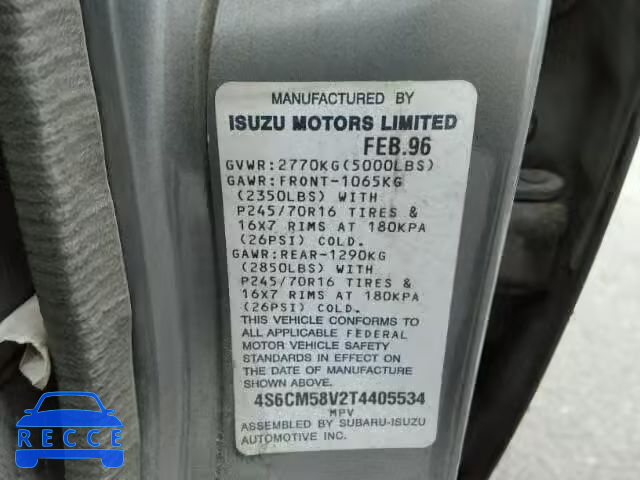 MANUFACTURED BY
ISUZU MOTORS LIMITED
FEB.96
GVWR:2770KG(5000LBS)
GAWR:FRONT-1065KG
(2350LBS) WITH
P245/70R16 TIRES &
16X7 RIMS AT 180KPA
(26PSI) COLD.
GAWR:REAR-1290KG
(2850LBS) WITH
P245/70R16 TIRES &
16X7 RIMS AT 180KPA
(26PSI) COLD.
THIS VEHICLE CONFORMS TO
ALL APPLICABLE FEDERAL
MOTOR VEHICLE SAFETY
STANDARDS IN EFFECT ON
THE DATE OF MANUFACTURE
SHOWN ABOVE.
4S6CM58V2T4405534
MPV
ASSEMBLED BY SUBARU-ISUZU
AUTOMOTIVE INC.